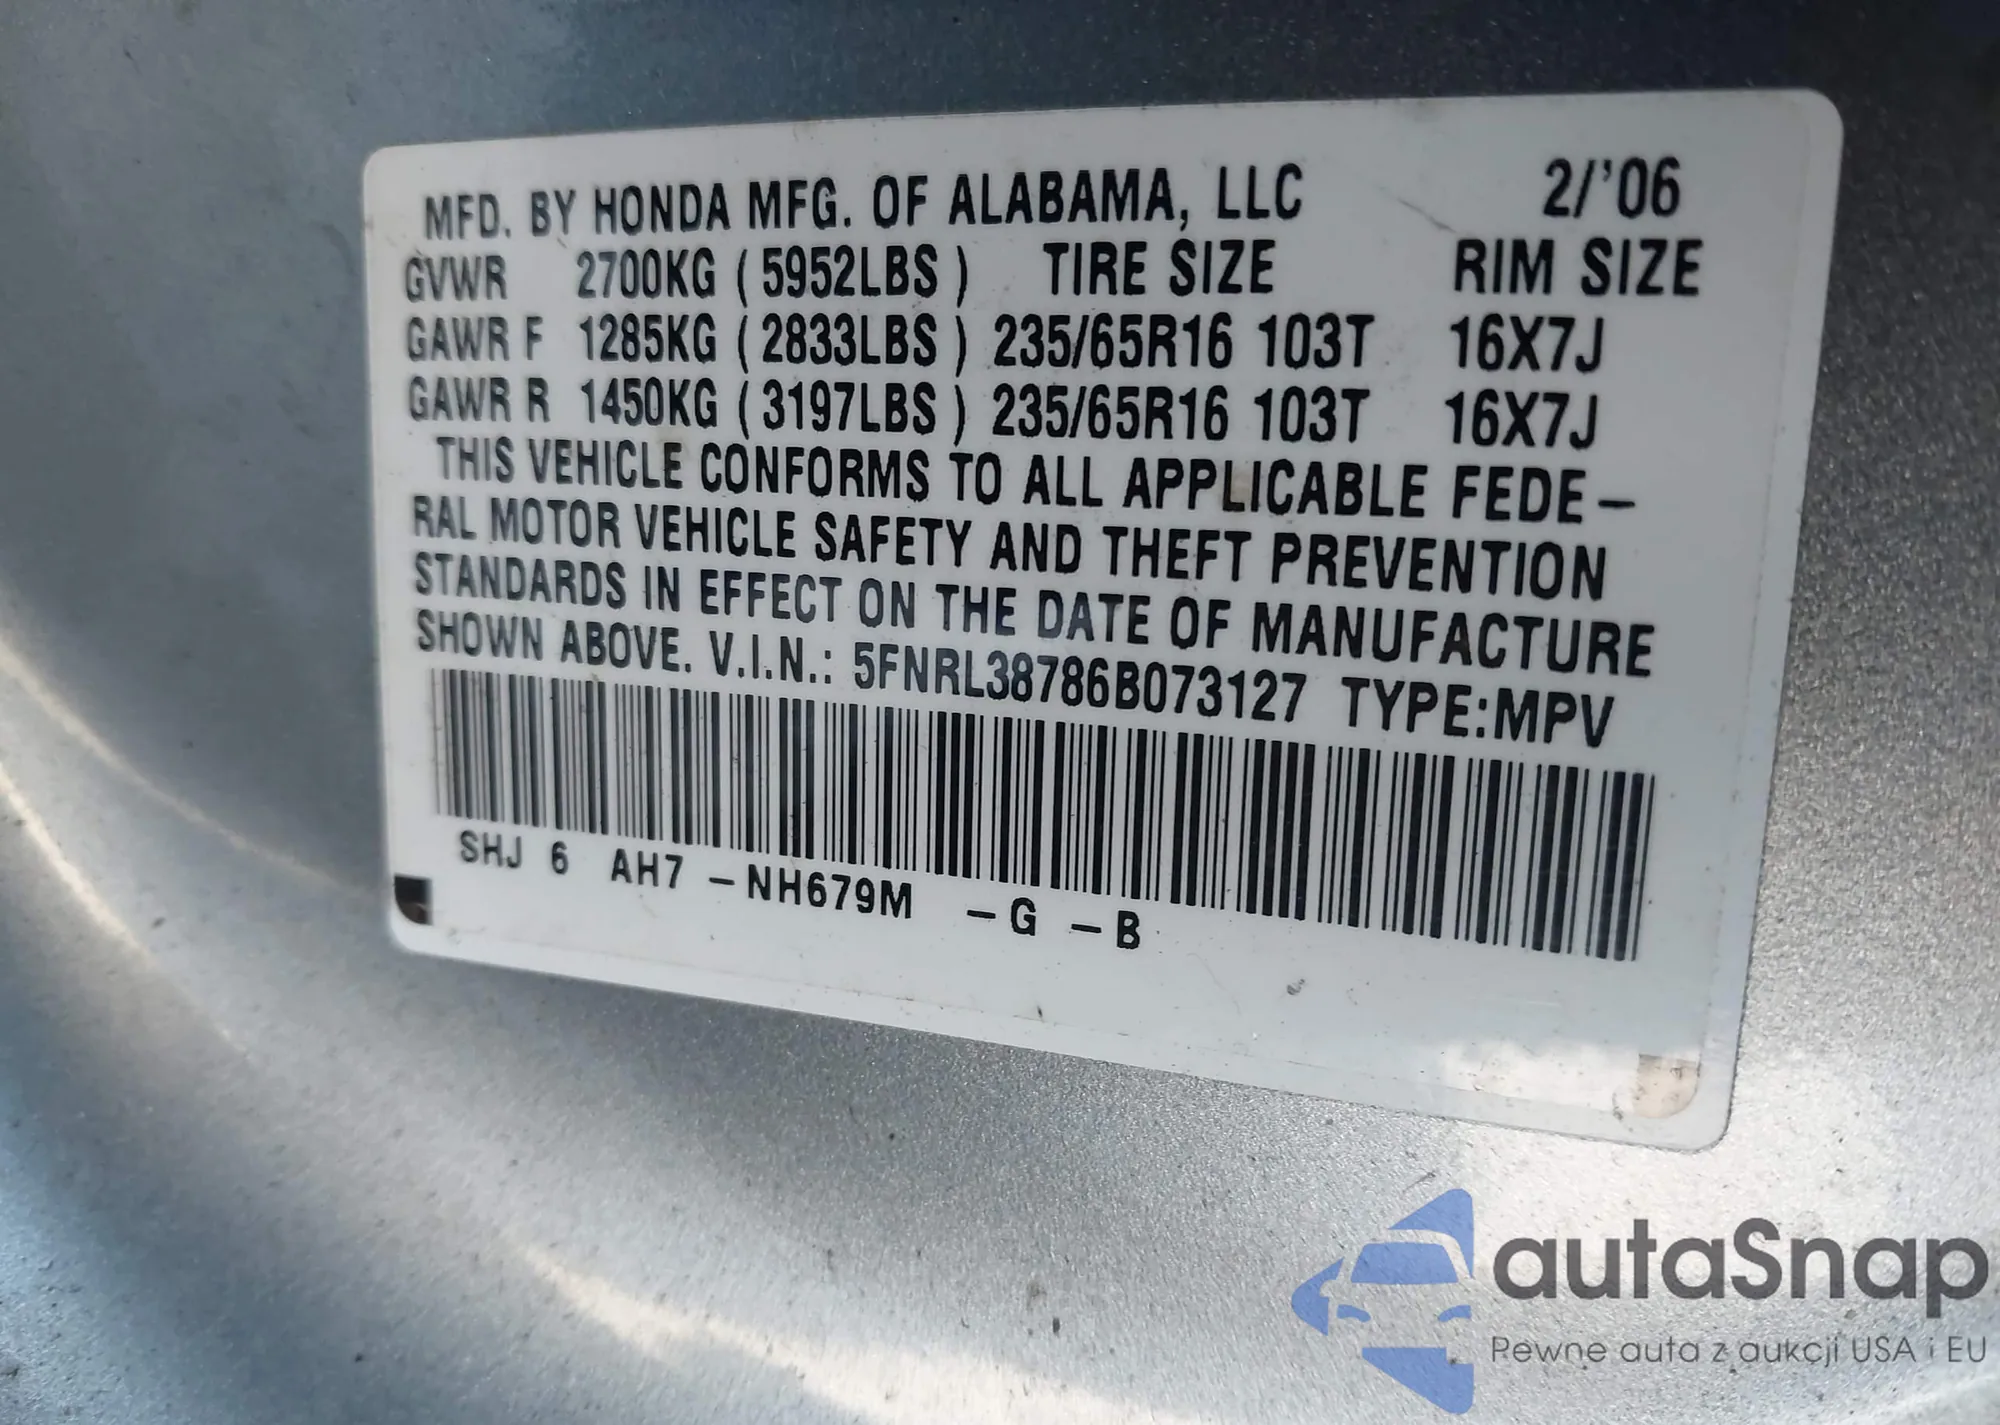 MFD. BY HONDA MFG. OF ALABAMA, LLC 2/'06
GVWR 2700KG (5952LBS) TIRE SIZE RIM SIZE
GAWR F 1285KG (2833LBS) 235/65R16 103T 16X7J
GAWR R 1450KG (3197LBS) 235/65R16 103T 16X7J
THIS VEHICLE CONFORMS TO ALL APPLICABLE FEDE-
RAL MOTOR VEHICLE SAFETY AND THEFT PREVENTION
STANDARDS IN EFFECT ON THE DATE OF MANUFACTURE
SHOWN ABOVE. V.I.N.: 5FNRL38786B073127 TYPE:MPV
SHJ 6 AH7 -NH679M -G -B
autaSnap
Pewne auta z aukcji USA i EU